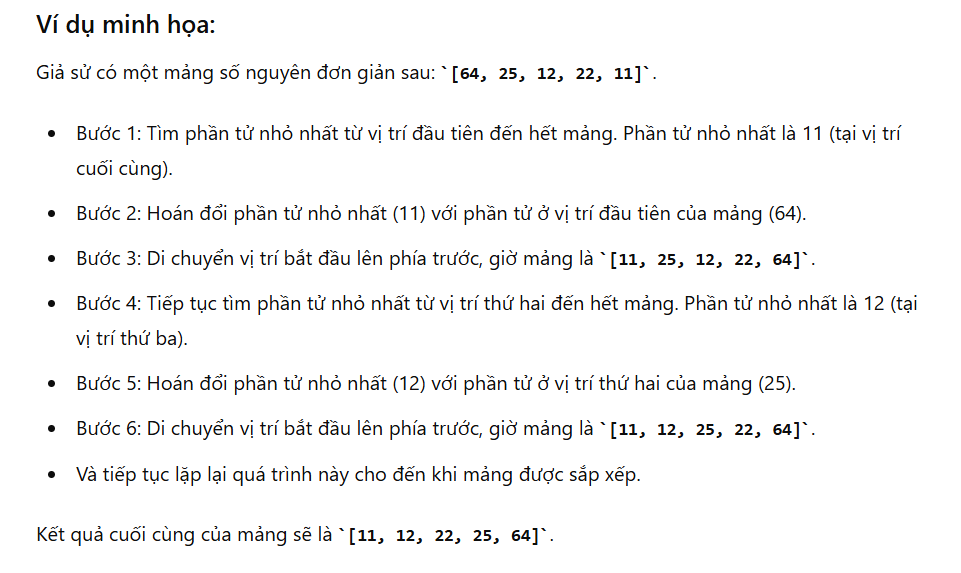 Ví dụ minh họa:
Giả sử có một mảng số nguyên đơn giản sau: `[64, 25, 12, 22, 11]`.
• Bước 1: Tìm phần tử nhỏ nhất từ vị trí đầu tiên đến hết mảng. Phần tử nhỏ nhất là 11 (tại vị trí
cuối cùng).
• Bước 2: Hoán đổi phần tử nhỏ nhất (11) với phần tử ở vị trí đầu tiên của mảng (64).
• Bước 3: Di chuyển vị trí bắt đầu lên phía trước, giờ mảng là `[11, 25, 12, 22, 64]`.
• Bước 4: Tiếp tục tìm phần tử nhỏ nhất từ vị trí thứ hai đến hết mảng. Phần tử nhỏ nhất là 12 (tại
vị trí thứ ba).
• Bước 5: Hoán đổi phần tử nhỏ nhất (12) với phần tử ở vị trí thứ hai của mảng (25).
• Bước 6: Di chuyển vị trí bắt đầu lên phía trước, giờ mảng là `[11, 12, 25, 22, 64]`.
• Và tiếp tục lặp lại quá trình này cho đến khi mảng được sắp xếp.
Kết quả cuối cùng của mảng sẽ là `[11, 12, 22, 25, 64]`.